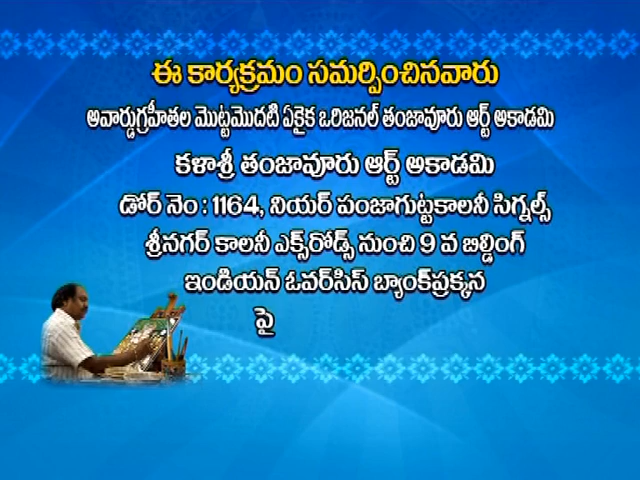 ఈ కార్యక్రమం సమర్పించినవారు
అవార్డుగ్రహీతల మొట్టమొదటి ఏకైక ఒరిజనల్ తంజావూరు ఆర్ట్ అకాడమి
కళాశ్రీ తంజావూరు ఆర్ట్ అకాడమి
డోర్ నెం : 1164, నియర్ పంజాగుట్టకాలనీ సిగ్నల్స్
శ్రీనగర్ కాలనీ ఎక్స్‌రోడ్స్ నుంచి 9 వ బిల్డింగ్
ఇండియన్ ఓవర్‌సిస్ బ్యాంక్‌ప్రక్కన
పై